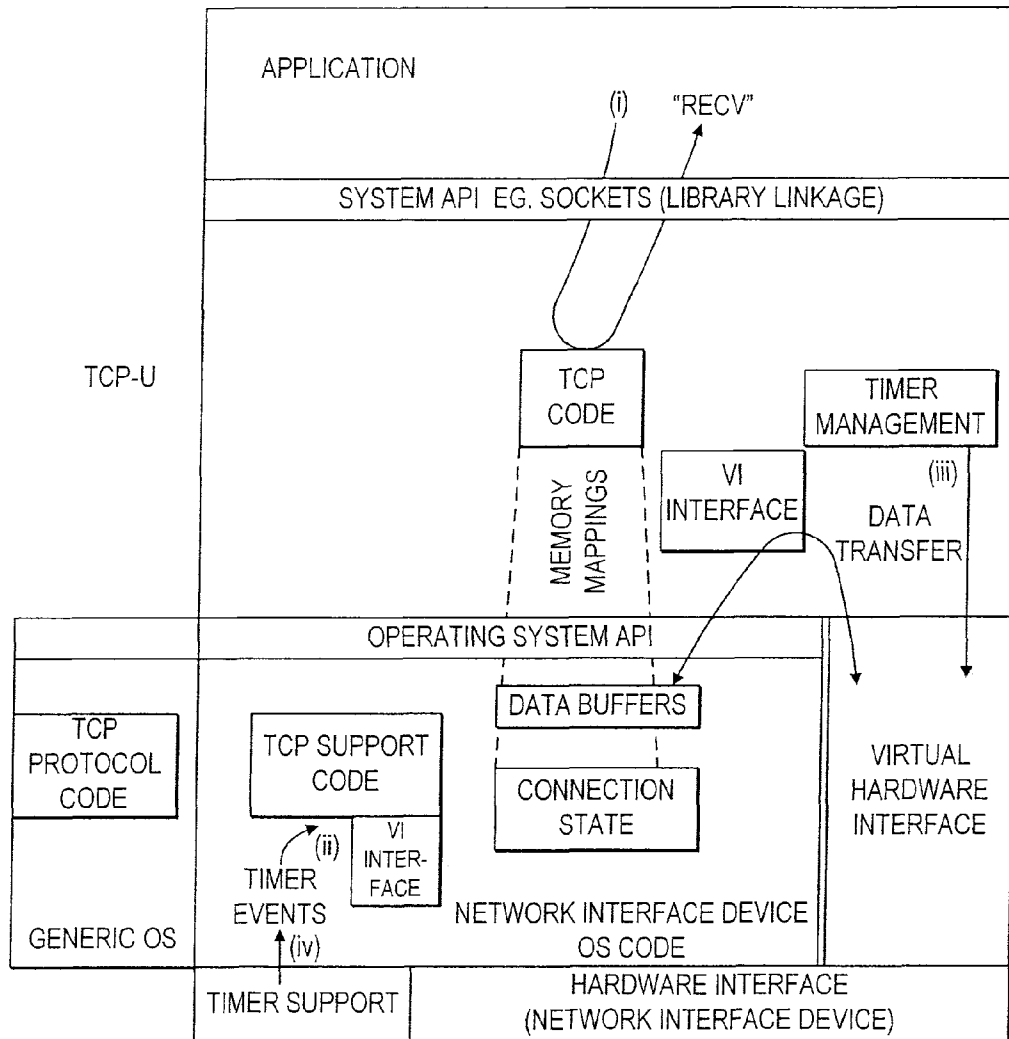 APPLICATION
(i)
"RECV"
SYSTEM API EG. SOCKETS (LIBRARY LINKAGE)
TCP-U
TCP
CODE
TIMER
MANAGEMENT
MEMORY
MAPPINGS
VI
INTERFACE
(iii)
DATA
TRANSFER
OPERATING SYSTEM API
DATA BUFFERS
TCP
PROTOCOL
CODE
TCP SUPPORT
CODE
CONNECTION
STATE
VIRTUAL
HARDWARE
INTERFACE
(ii)
VI
INTER-
FACE
TIMER
EVENTS
(iv)
GENERIC OS
NETWORK INTERFACE DEVICE
OS CODE
TIMER SUPPORT
HARDWARE INTERFACE
(NETWORK INTERFACE DEVICE)